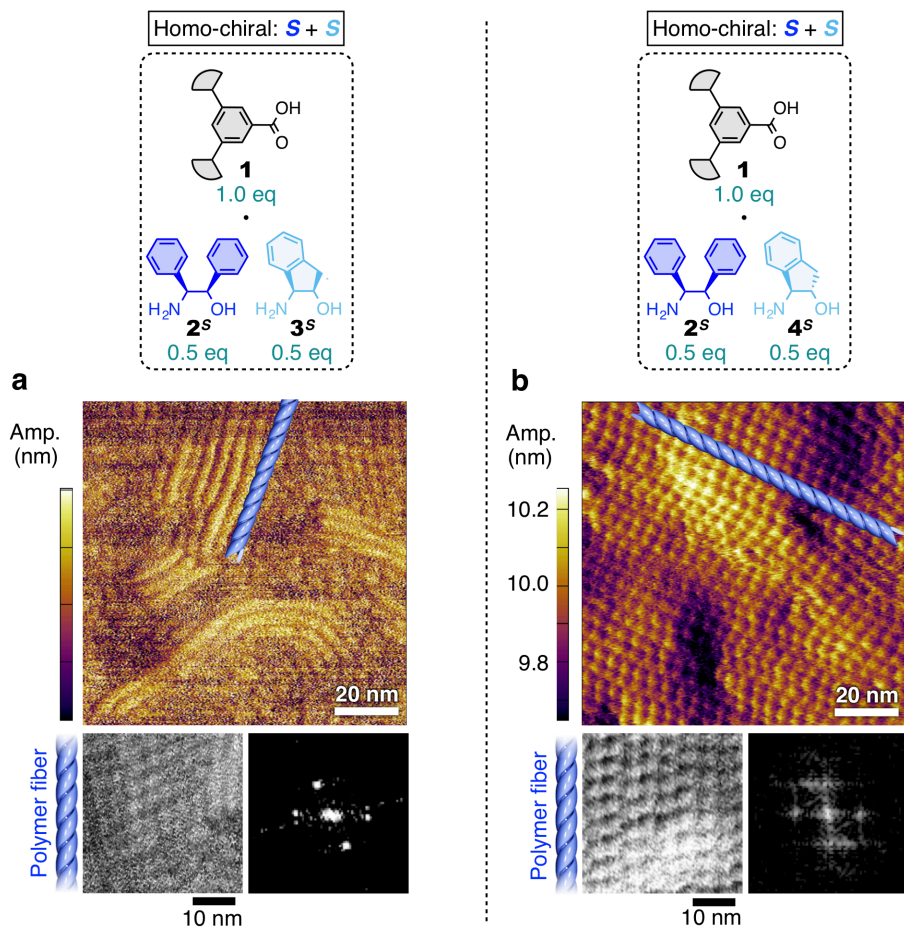 Homo-chiral: S + S
OH
O
1
1.0 eq
•
H₂N OH
2ˢ
0.5 eq
H₂N OH
3ˢ
0.5 eq
a
Amp.
(nm)
20 nm
Polymer fiber
10 nm
Homo-chiral: S + S
OH
O
1
1.0 eq
•
H₂N OH
2ˢ
0.5 eq
H₂N OH
4ˢ
0.5 eq
b
Amp.
(nm)
10.2
10.0
9.8
20 nm
Polymer fiber
10 nm